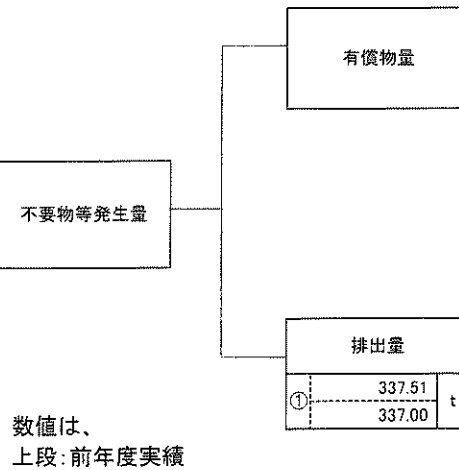 有償物量
不要物等発生量
排出量
① 337.51 t
337.00
数値は、
上段:前年度実績